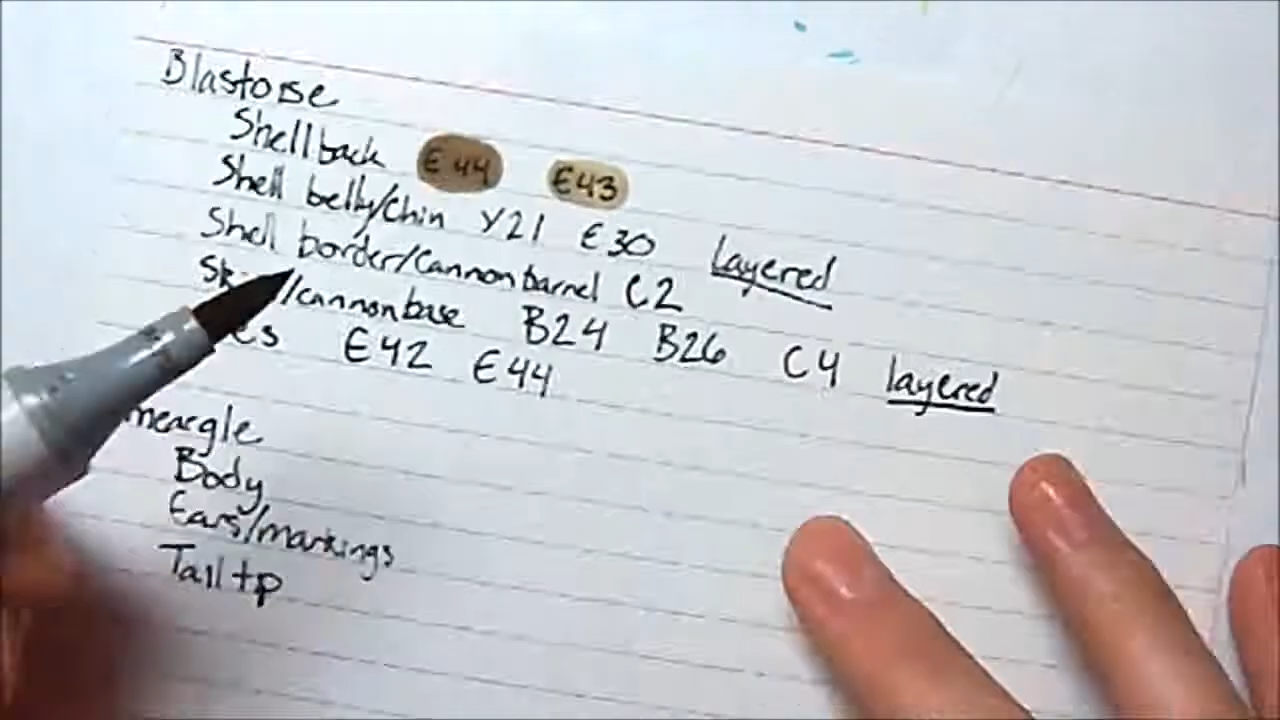 Blastoise
Shell back E44 E43
Shell belly/chin Y21 E30 layered
Shell border/cannon barrel C2
/cannon base B24 B26 C4 layered
E42 E44
Body
Ears/markings
Tail tip